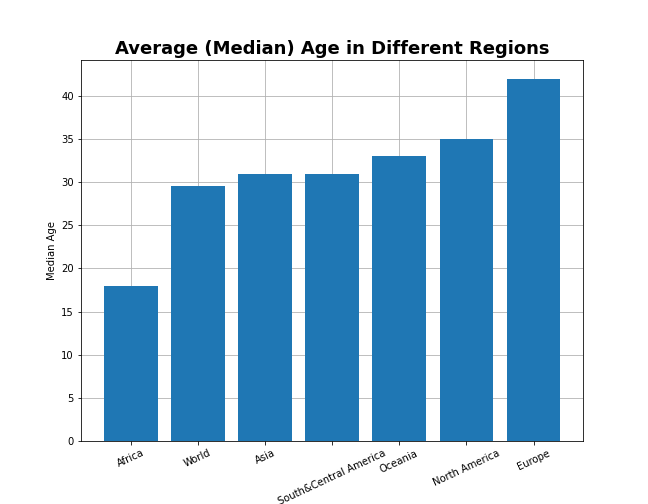 Average (Median) Age in Different Regions
Median Age
40
35
30
25
20
15
10
5
0
Africa
World
Asia
South&Central America
Oceania
North America
Europe